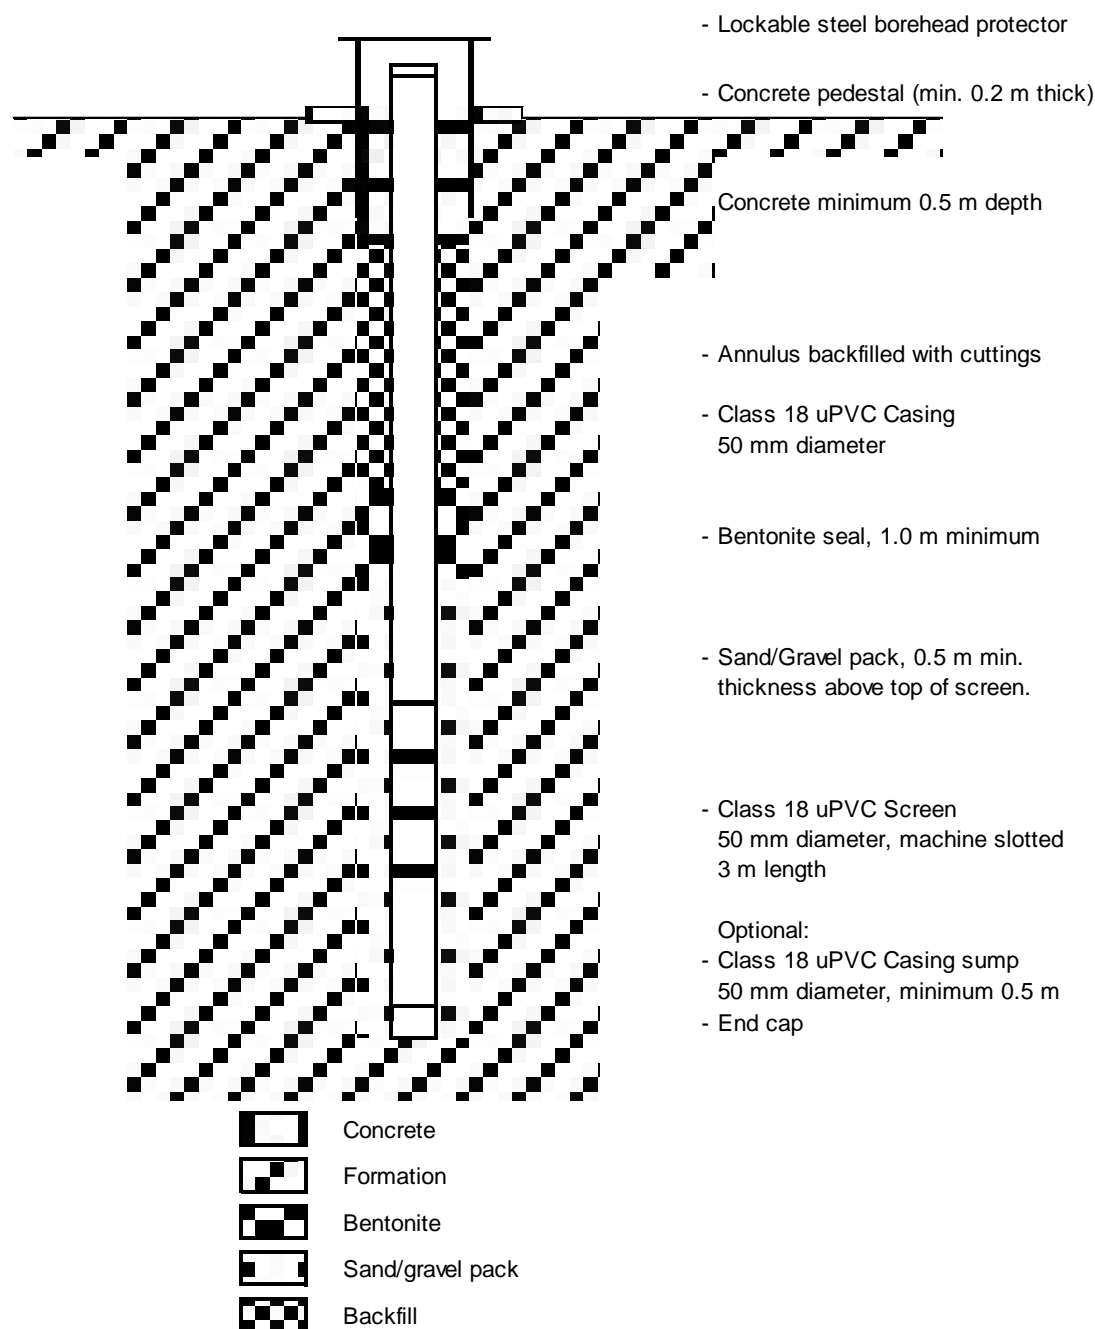 - Lockable steel borehead protector
- Concrete pedestal (min. 0.2 m thick)
Concrete minimum 0.5 m depth
- Annulus backfilled with cuttings
- Class 18 uPVC Casing
50 mm diameter
- Bentonite seal, 1.0 m minimum
- Sand/Gravel pack, 0.5 m min.
thickness above top of screen.
- Class 18 uPVC Screen
50 mm diameter, machine slotted
3 m length
Optional:
- Class 18 uPVC Casing sump
50 mm diameter, minimum 0.5 m
- End cap
Concrete
Formation
Bentonite
Sand/gravel pack
Backfill